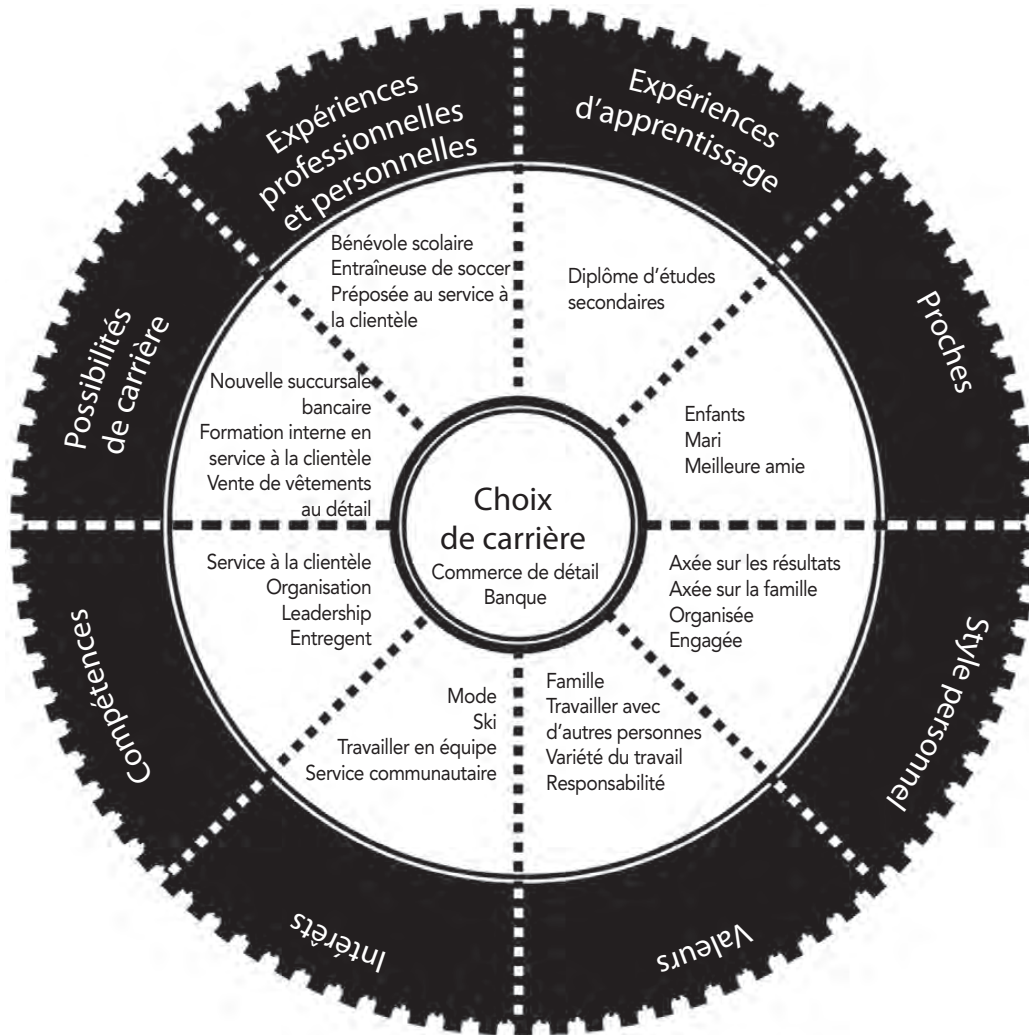 Expériences
professionnelles
et personnelles
Bénévole scolaire
Entraîneuse de soccer
Préposée au service à
la clientèle
Expériences
d'apprentissage
Diplôme d'études
secondaires
Proches
Enfants
Mari
Meilleure amie
Style personnel
Axée sur les résultats
Axée sur la famille
Organisée
Engagée
Valeurs
Famille
Travailler avec
d'autres personnes
Variété du travail
Responsabilité
Intérêts
Mode
Ski
Travailler en équipe
Service communautaire
Compétences
Service à la clientèle
Organisation
Leadership
Entregent
Possibilités
de carrière
Nouvelle succursale
bancaire
Formation interne en
service à la clientèle
Vente de vêtements
au détail
Choix
de carrière
Commerce de détail
Banque